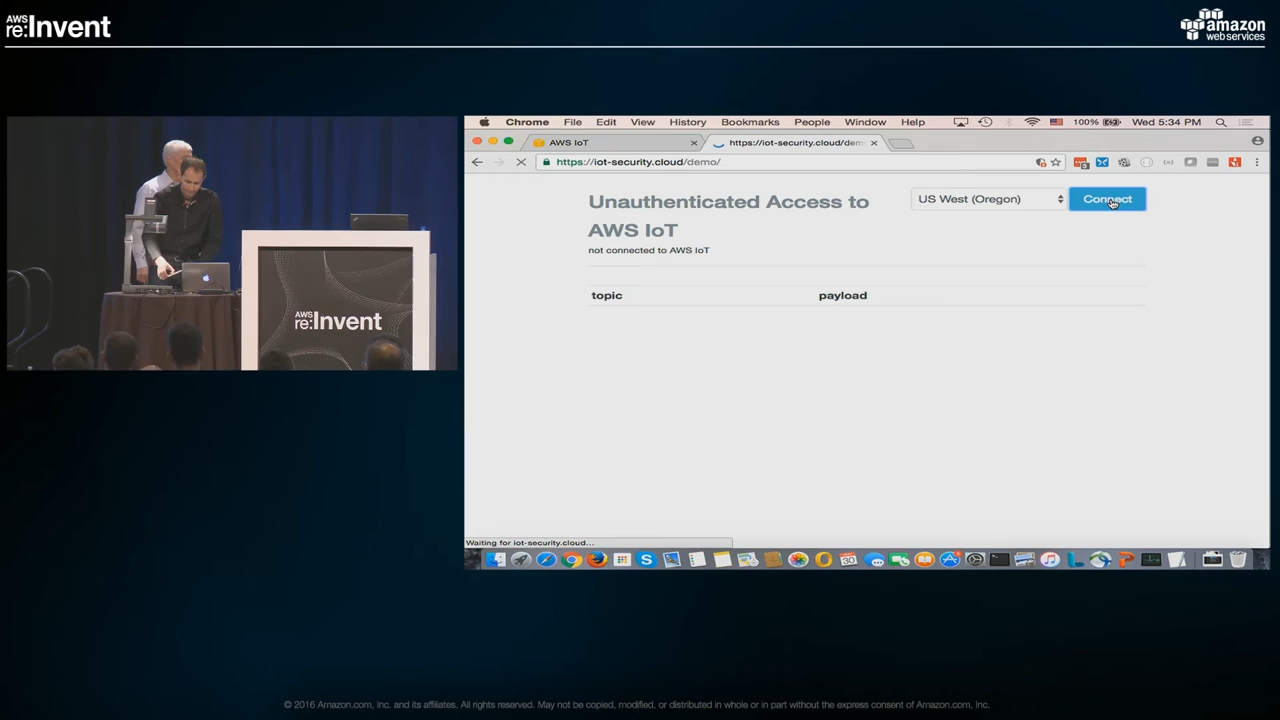 AWS
re:Invent
amazon
web services
Chrome File Edit View History Bookmarks People Window Help 100% Wed 5:34 PM
AWS IoT
https://iot-security.cloud/dem
https://iot-security.cloud/demo/
Unauthenticated Access to
AWS IoT
US West (Oregon)
Connect
not connected to AWS IoT
topic payload
AWS
re:Invent
Waiting for iot-security.cloud...
© 2016 Amazon.com, Inc. and its affiliates. All rights reserved. May not be copied, modified, or distributed in whole or in part without the express consent of Amazon.com, Inc.